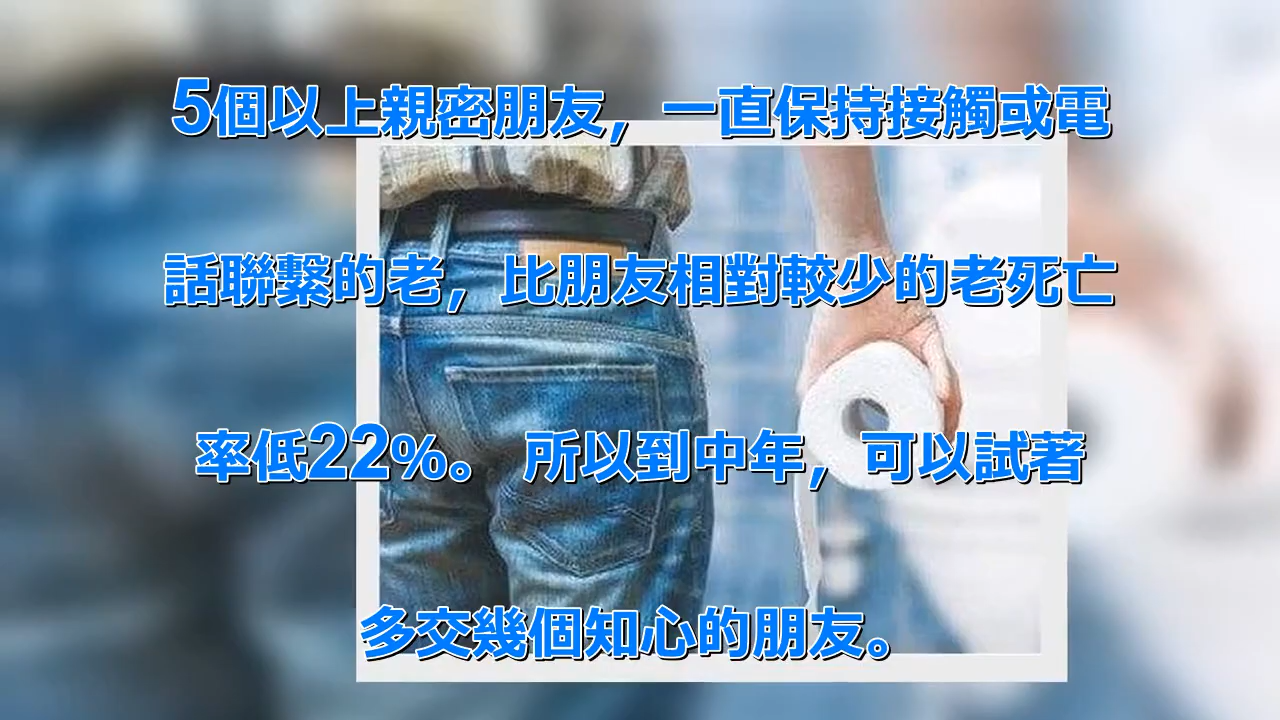 5個以上親密朋友，一直保持接觸或電
話聯繫的老，比朋友相對較少的老死亡
率低22%。 所以到中年，可以試著
多交幾個知心的朋友。